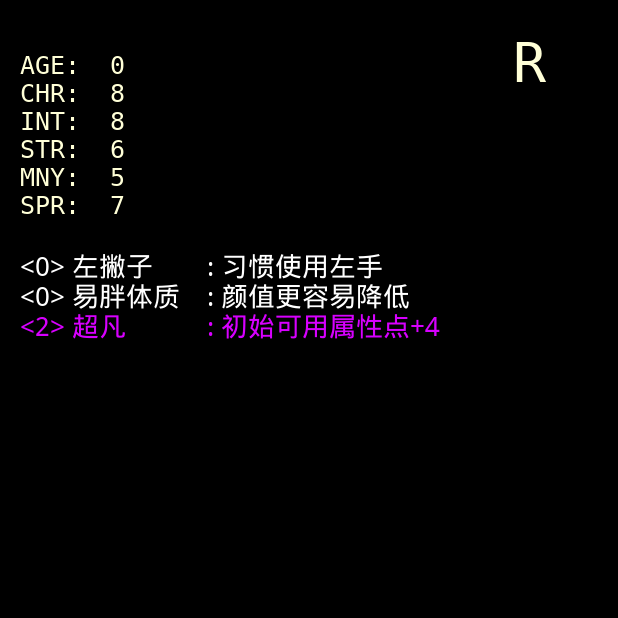 R
AGE: 0
CHR: 8
INT: 8
STR: 6
MNY: 5
SPR: 7
<0> 左撇子 : 习惯使用左手
<0> 易胖体质 : 颜值更容易降低
<2> 超凡 : 初始可用属性点+4